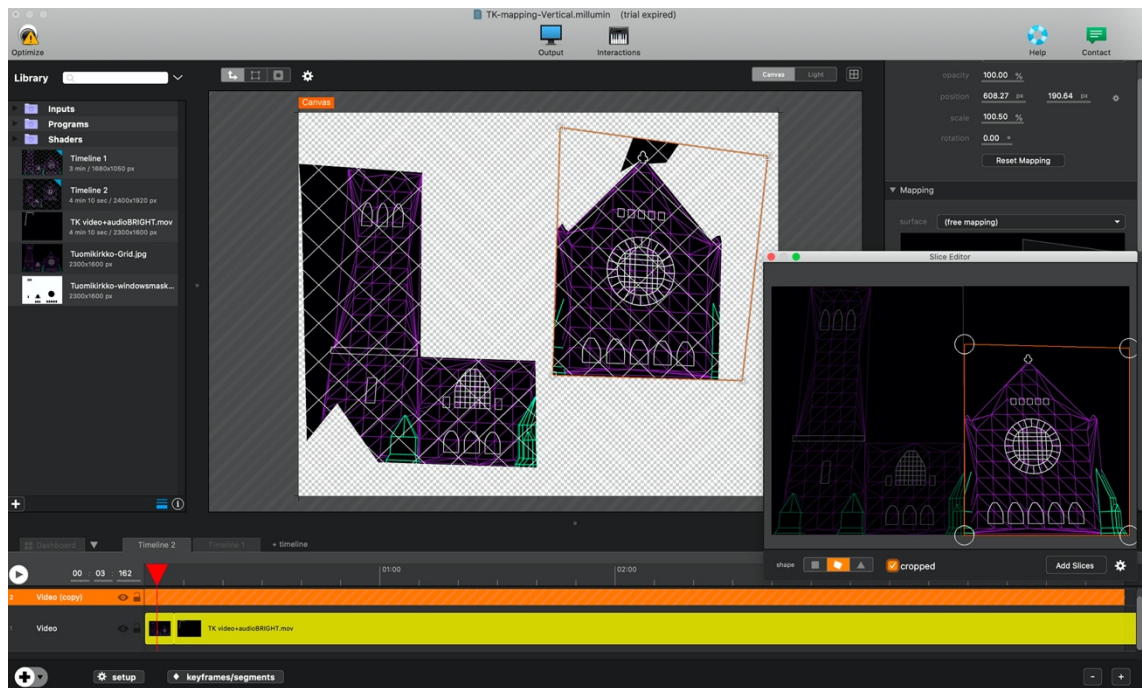 TK-mapping-Vertical.millumin (trial expired)
Optimize
Output
Interactions
Help
Contact
Library
Canvas
Light
Inputs
Programs
Shaders
Timeline 1
3 min / 1680x1050 px
Timeline 2
4 min 10 sec / 2400x1920 px
TK video+audioBRIGHT.mov
4 min 10 sec / 2300x1600 px
Tuomikirkko-Grid.jpg
2300x1600 px
Tuomikirkko-windowsmask...
2300x1600 px
Canvas
opacity 100.00 %
position 608.27 px 190.64 px
scale 100.50 %
rotation 0.00 °
Reset Mapping
Mapping
surface (free mapping)
Slice Editor
shape
cropped
Add Slices
Dashboard
Timeline 2
Timeline 1
+ timeline
00 : 03 : 162
01:00
02:00
2 Video (copy)
1 Video
TK video+audioBRIGHT.mov
setup
keyframes/segments